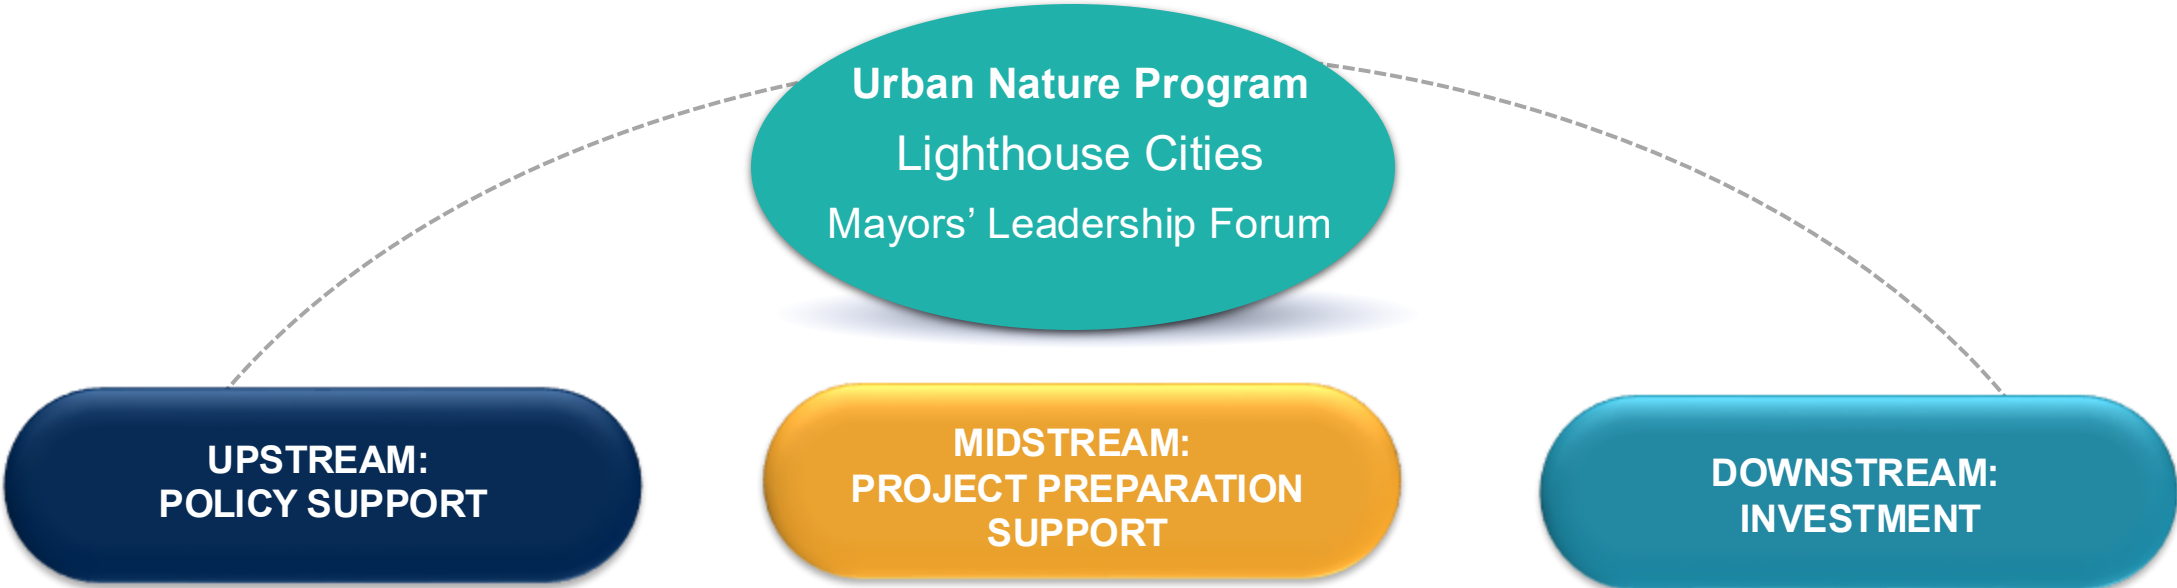 Urban Nature Program
Lighthouse Cities
Mayors’ Leadership Forum
UPSTREAM:
POLICY SUPPORT
MIDSTREAM:
PROJECT PREPARATION
SUPPORT
DOWNSTREAM:
INVESTMENT